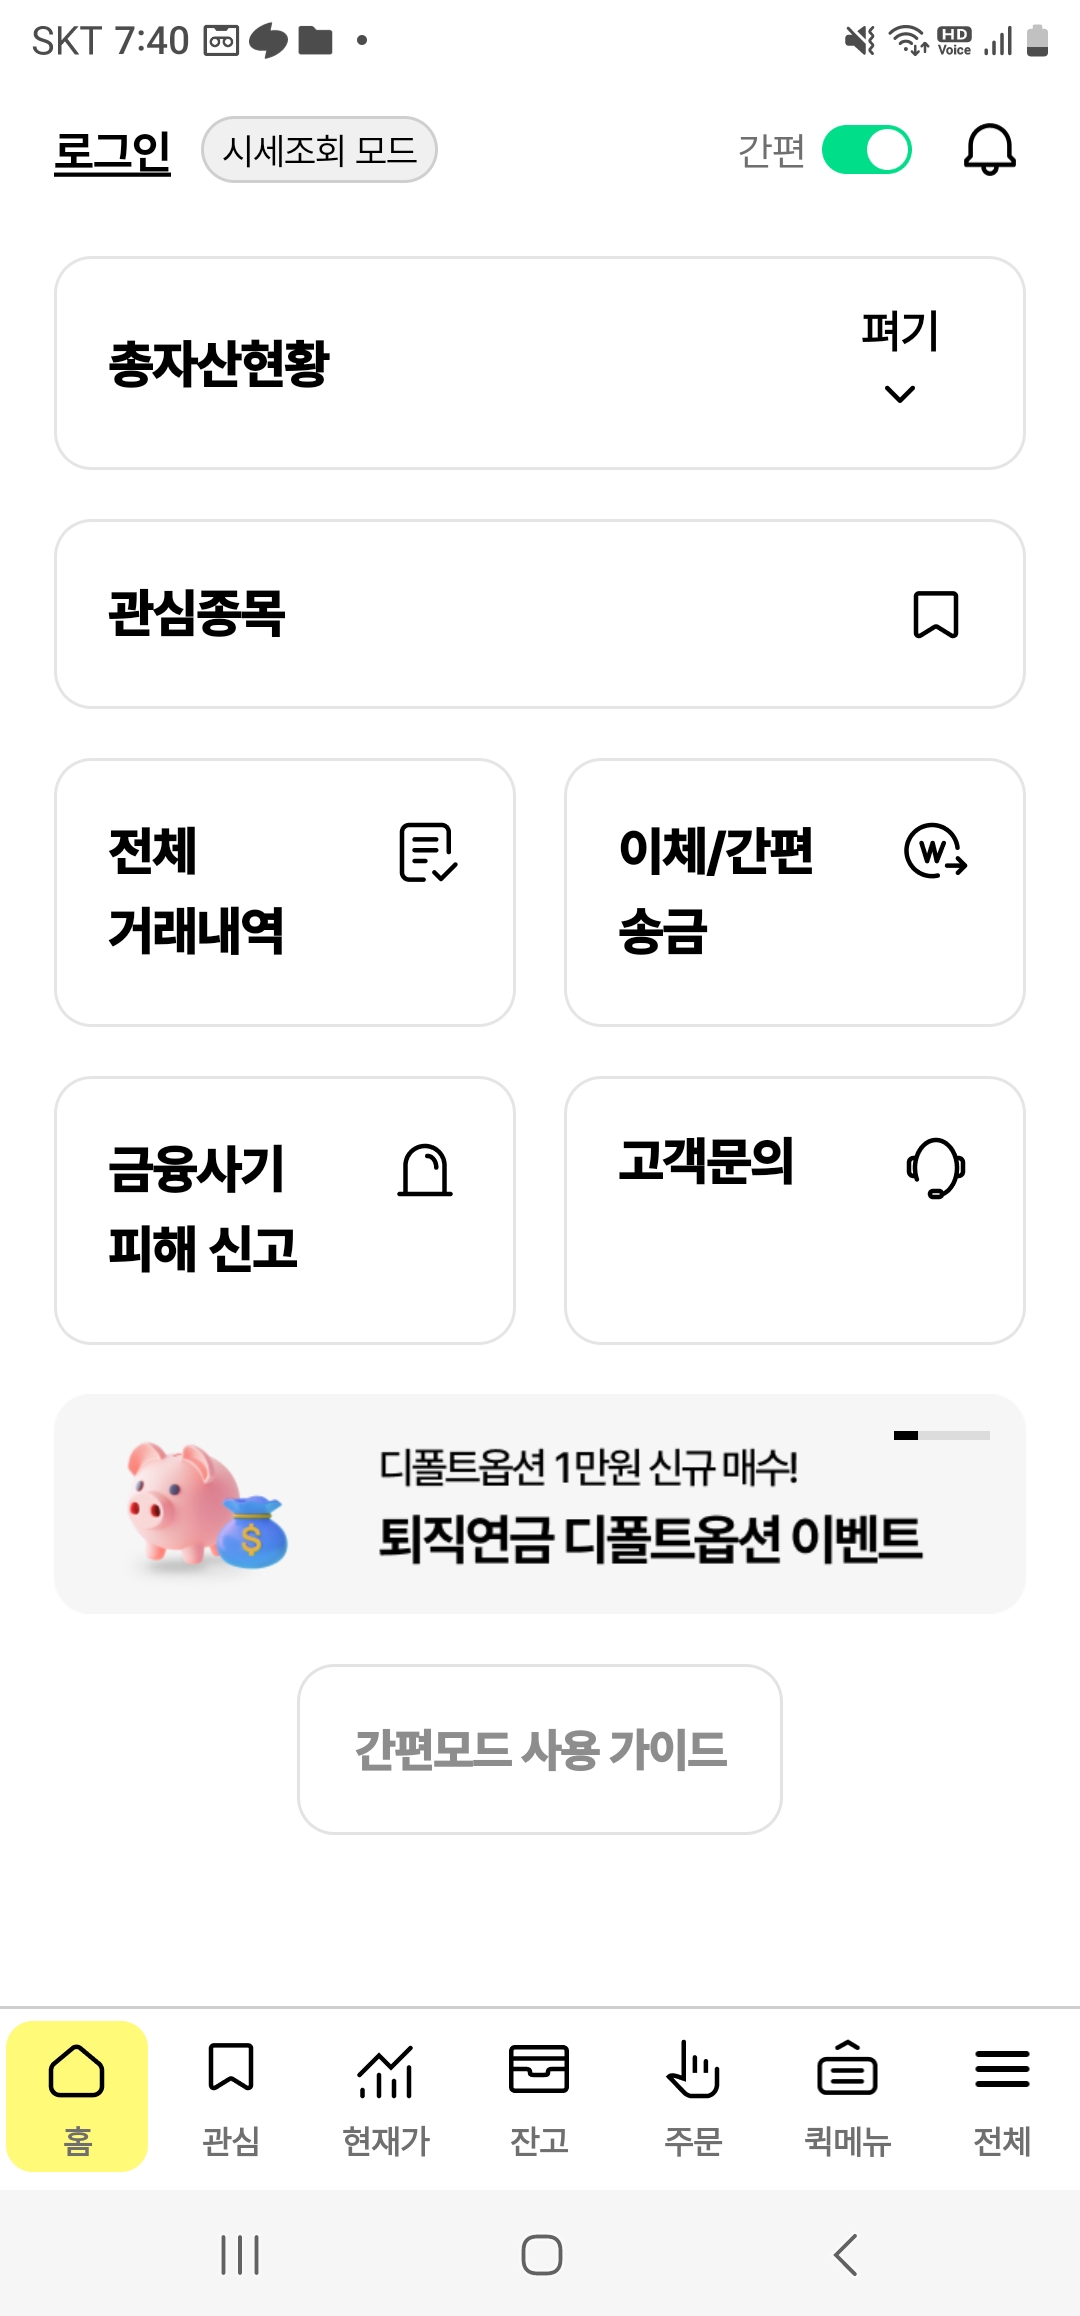 SKT 7:40
HD
Voice
로그인
시세조회 모드
간편
총자산현황
펴기
관심종목
전체
거래내역
이체/간편
송금
금융사기
피해 신고
고객문의
디폴트옵션 1만원 신규 매수!
퇴직연금 디폴트옵션 이벤트
간편모드 사용 가이드
홈
관심
현재가
잔고
주문
퀵메뉴
전체